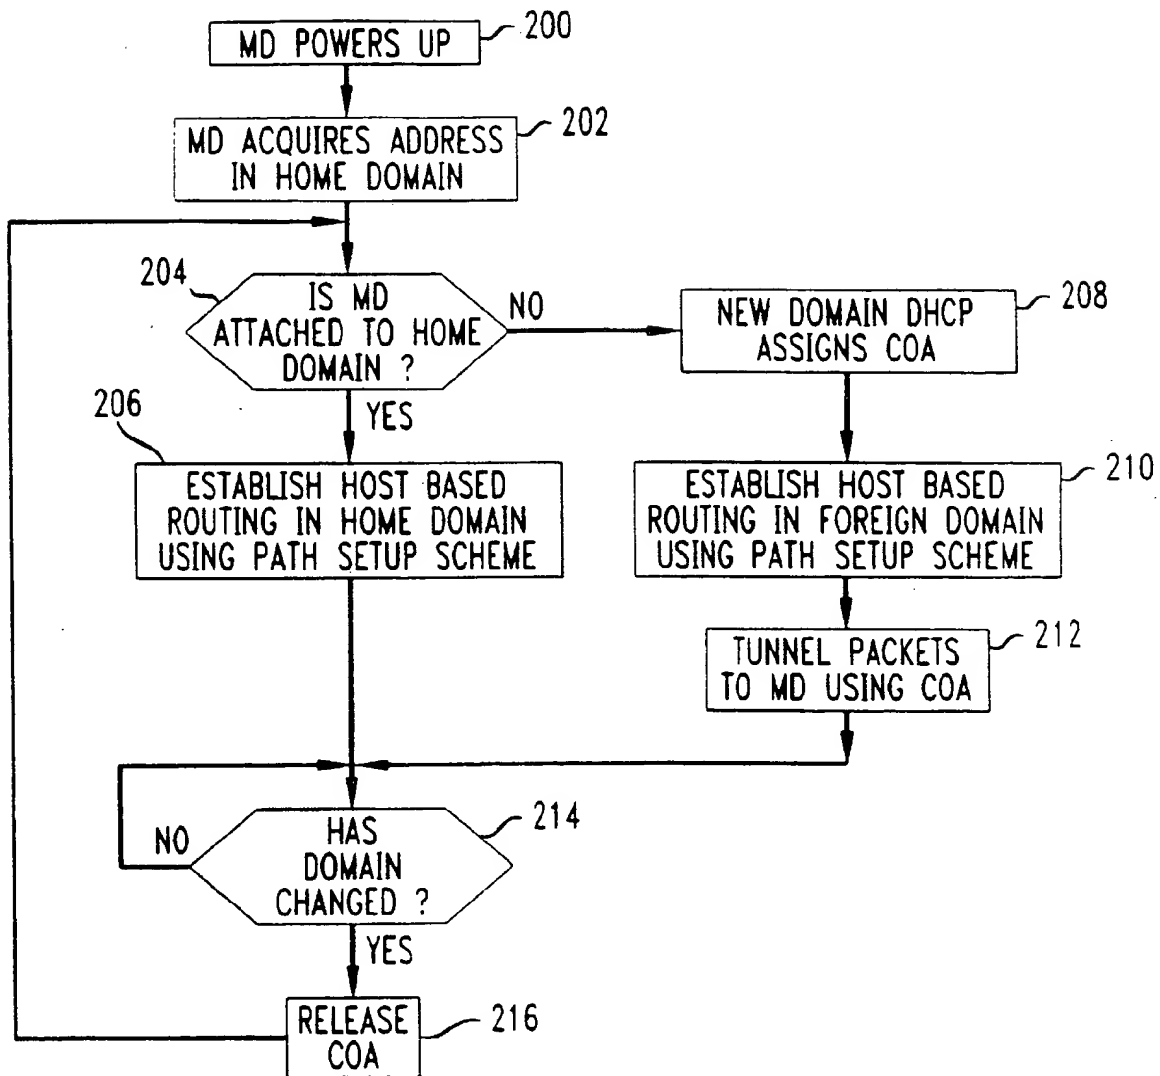 MD POWERS UP
200
MD ACQUIRES ADDRESS
IN HOME DOMAIN
202
204
IS MD
ATTACHED TO HOME
DOMAIN ?
NO
YES
NEW DOMAIN DHCP
ASSIGNS COA
208
206
ESTABLISH HOST BASED
ROUTING IN HOME DOMAIN
USING PATH SETUP SCHEME
ESTABLISH HOST BASED
ROUTING IN FOREIGN DOMAIN
USING PATH SETUP SCHEME
210
TUNNEL PACKETS
TO MD USING COA
212
HAS
DOMAIN
CHANGED ?
214
NO
YES
RELEASE
COA
216